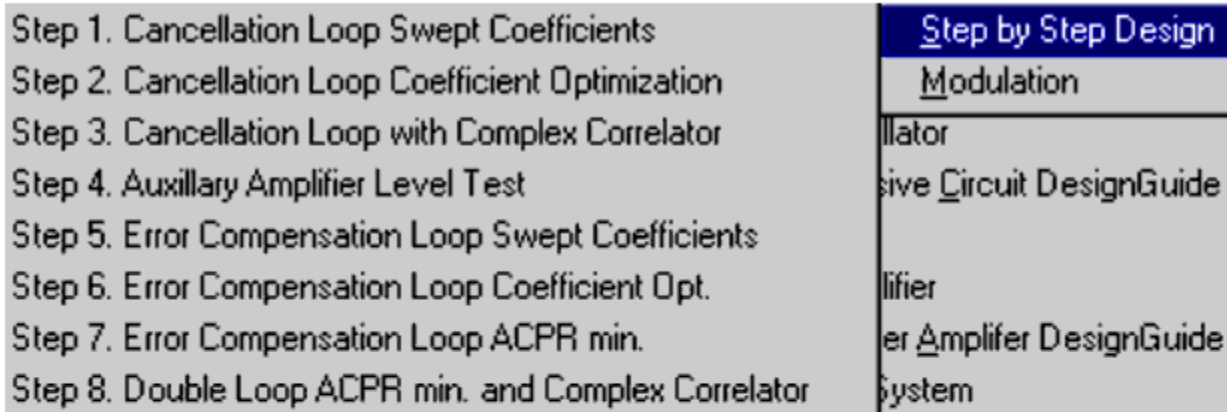 Step 1. Cancellation Loop Swept Coefficients
Step 2. Cancellation Loop Coefficient Optimization
Step 3. Cancellation Loop with Complex Correlator
Step 4. Auxillary Amplifier Level Test
Step 5. Error Compensation Loop Swept Coefficients
Step 6. Error Compensation Loop Coefficient Opt.
Step 7. Error Compensation Loop ACPR min.
Step 8. Double Loop ACPR min. and Complex Correlator
Step by Step Design
Modulation
llator
sive Circuit DesignGuide
lifier
er Amplifer DesignGuide
System